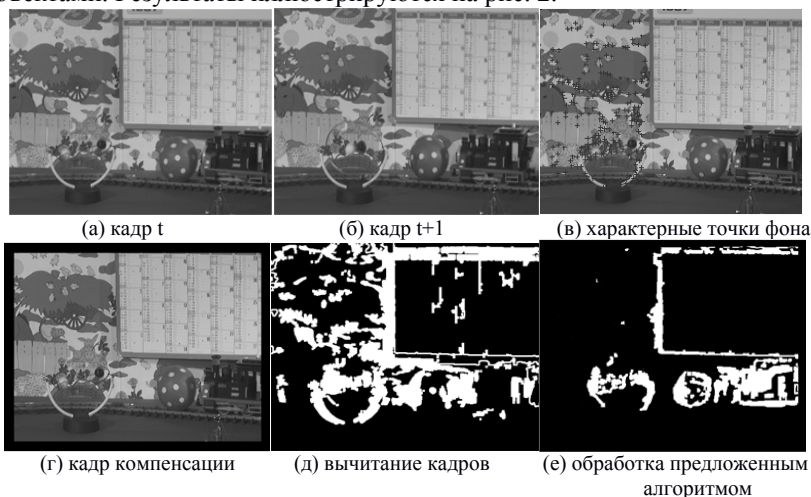 (а) кадр t
(б) кадр t+1
(в) характерные точки фона
(г) кадр компенсации
(д) вычитание кадров
(е) обработка предложенным
алгоритмом